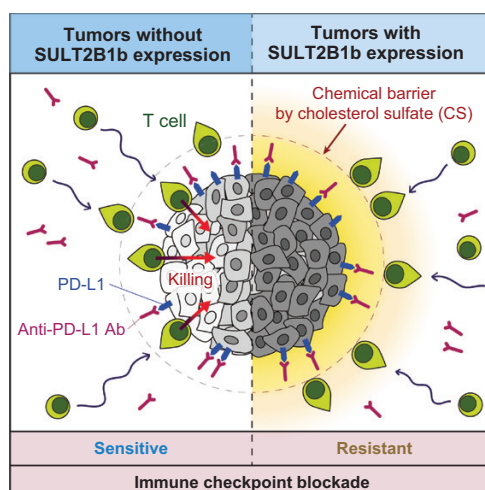 Tumors without
SULT2B1b expression
Tumors with
SULT2B1b expression
Chemical barrier
by cholesterol sulfate (CS)
T cell
Killing
PD-L1
Anti-PD-L1 Ab
Sensitive
Resistant
Immune checkpoint blockade